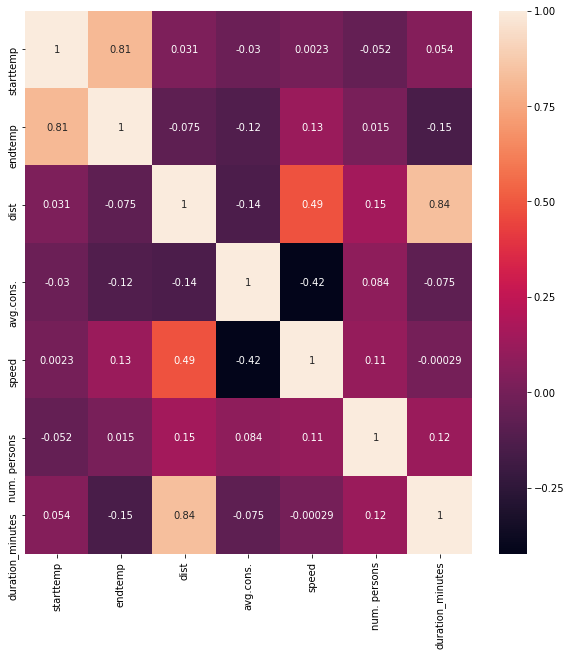 starttemp 1 0.81 0.031 -0.03 0.0023 -0.052 0.054
endtemp 0.81 1 -0.075 -0.12 0.13 0.015 -0.15
dist 0.031 -0.075 1 -0.14 0.49 0.15 0.84
avg.cons. -0.03 -0.12 -0.14 1 -0.42 0.084 -0.075
speed 0.0023 0.13 0.49 -0.42 1 0.11 -0.00029
num. persons -0.052 0.015 0.15 0.084 0.11 1 0.12
duration_minutes 0.054 -0.15 0.84 -0.075 -0.00029 0.12 1
starttemp endtemp dist avg.cons. speed num. persons duration_minutes
1.00
0.75
0.50
0.25
0.00
-0.25